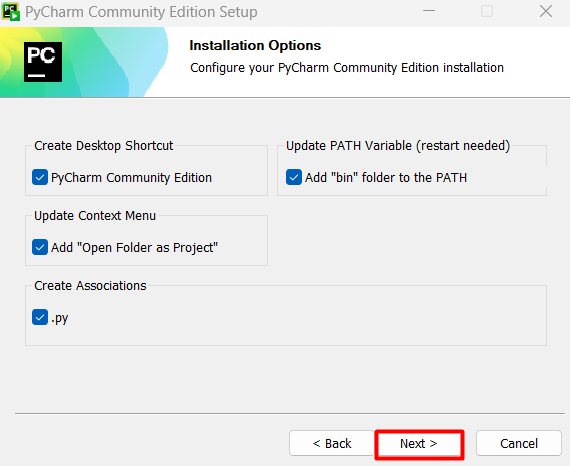 PyCharm Community Edition Setup
PC
Installation Options
Configure your PyCharm Community Edition installation
Create Desktop Shortcut
PyCharm Community Edition
Update PATH Variable (restart needed)
Add "bin" folder to the PATH
Update Context Menu
Add "Open Folder as Project"
Create Associations
.py
< Back
Next >
Cancel